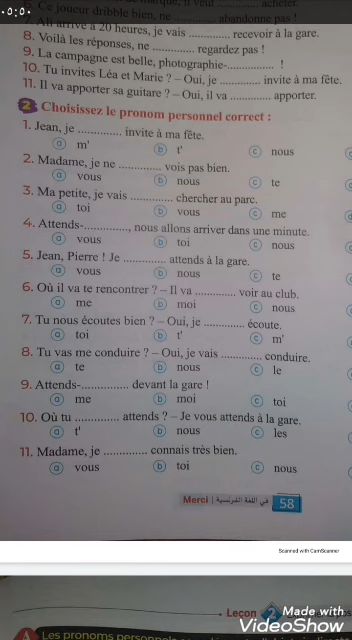 6. Ce joueur dribble bien, ne .............. abandonne pas !
7. Ali arrive à 20 heures, je vais .............. recevoir à la gare.
8. Voilà les réponses, ne .............. regardez pas !
9. La campagne est belle, photographie-.............. !
10. Tu invites Léa et Marie ? – Oui, je .............. invite à ma fête.
11. Il va apporter sa guitare ? – Oui, il va .............. apporter.
2 Choisissez le pronom personnel correct :
1. Jean, je .............. invite à ma fête.
a m' b t' c nous
2. Madame, je ne .............. vois pas bien.
a vous b nous c te
3. Ma petite, je vais .............. chercher au parc.
a toi b vous c me
4. Attends-.............., nous allons arriver dans une minute.
a vous b toi c nous
5. Jean, Pierre ! Je .............. attends à la gare.
a vous b nous c te
6. Où il va te rencontrer ? – Il va .............. voir au club.
a me b moi c nous
7. Tu nous écoutes bien ? – Oui, je .............. écoute.
a toi b t' c m'
8. Tu vas me conduire ? – Oui, je vais .............. conduire.
a te b nous c le
9. Attends-.............. devant la gare !
a me b moi c toi
10. Où tu .............. attends ? – Je vous attends à la gare.
a t' b nous c les
11. Madame, je .............. connais très bien.
a vous b toi c nous
Merci | في اللغة الفرنسية 58
Scanned with CamScanner
Leçon 2
Made with
VideoShow
A Les pronoms personnels